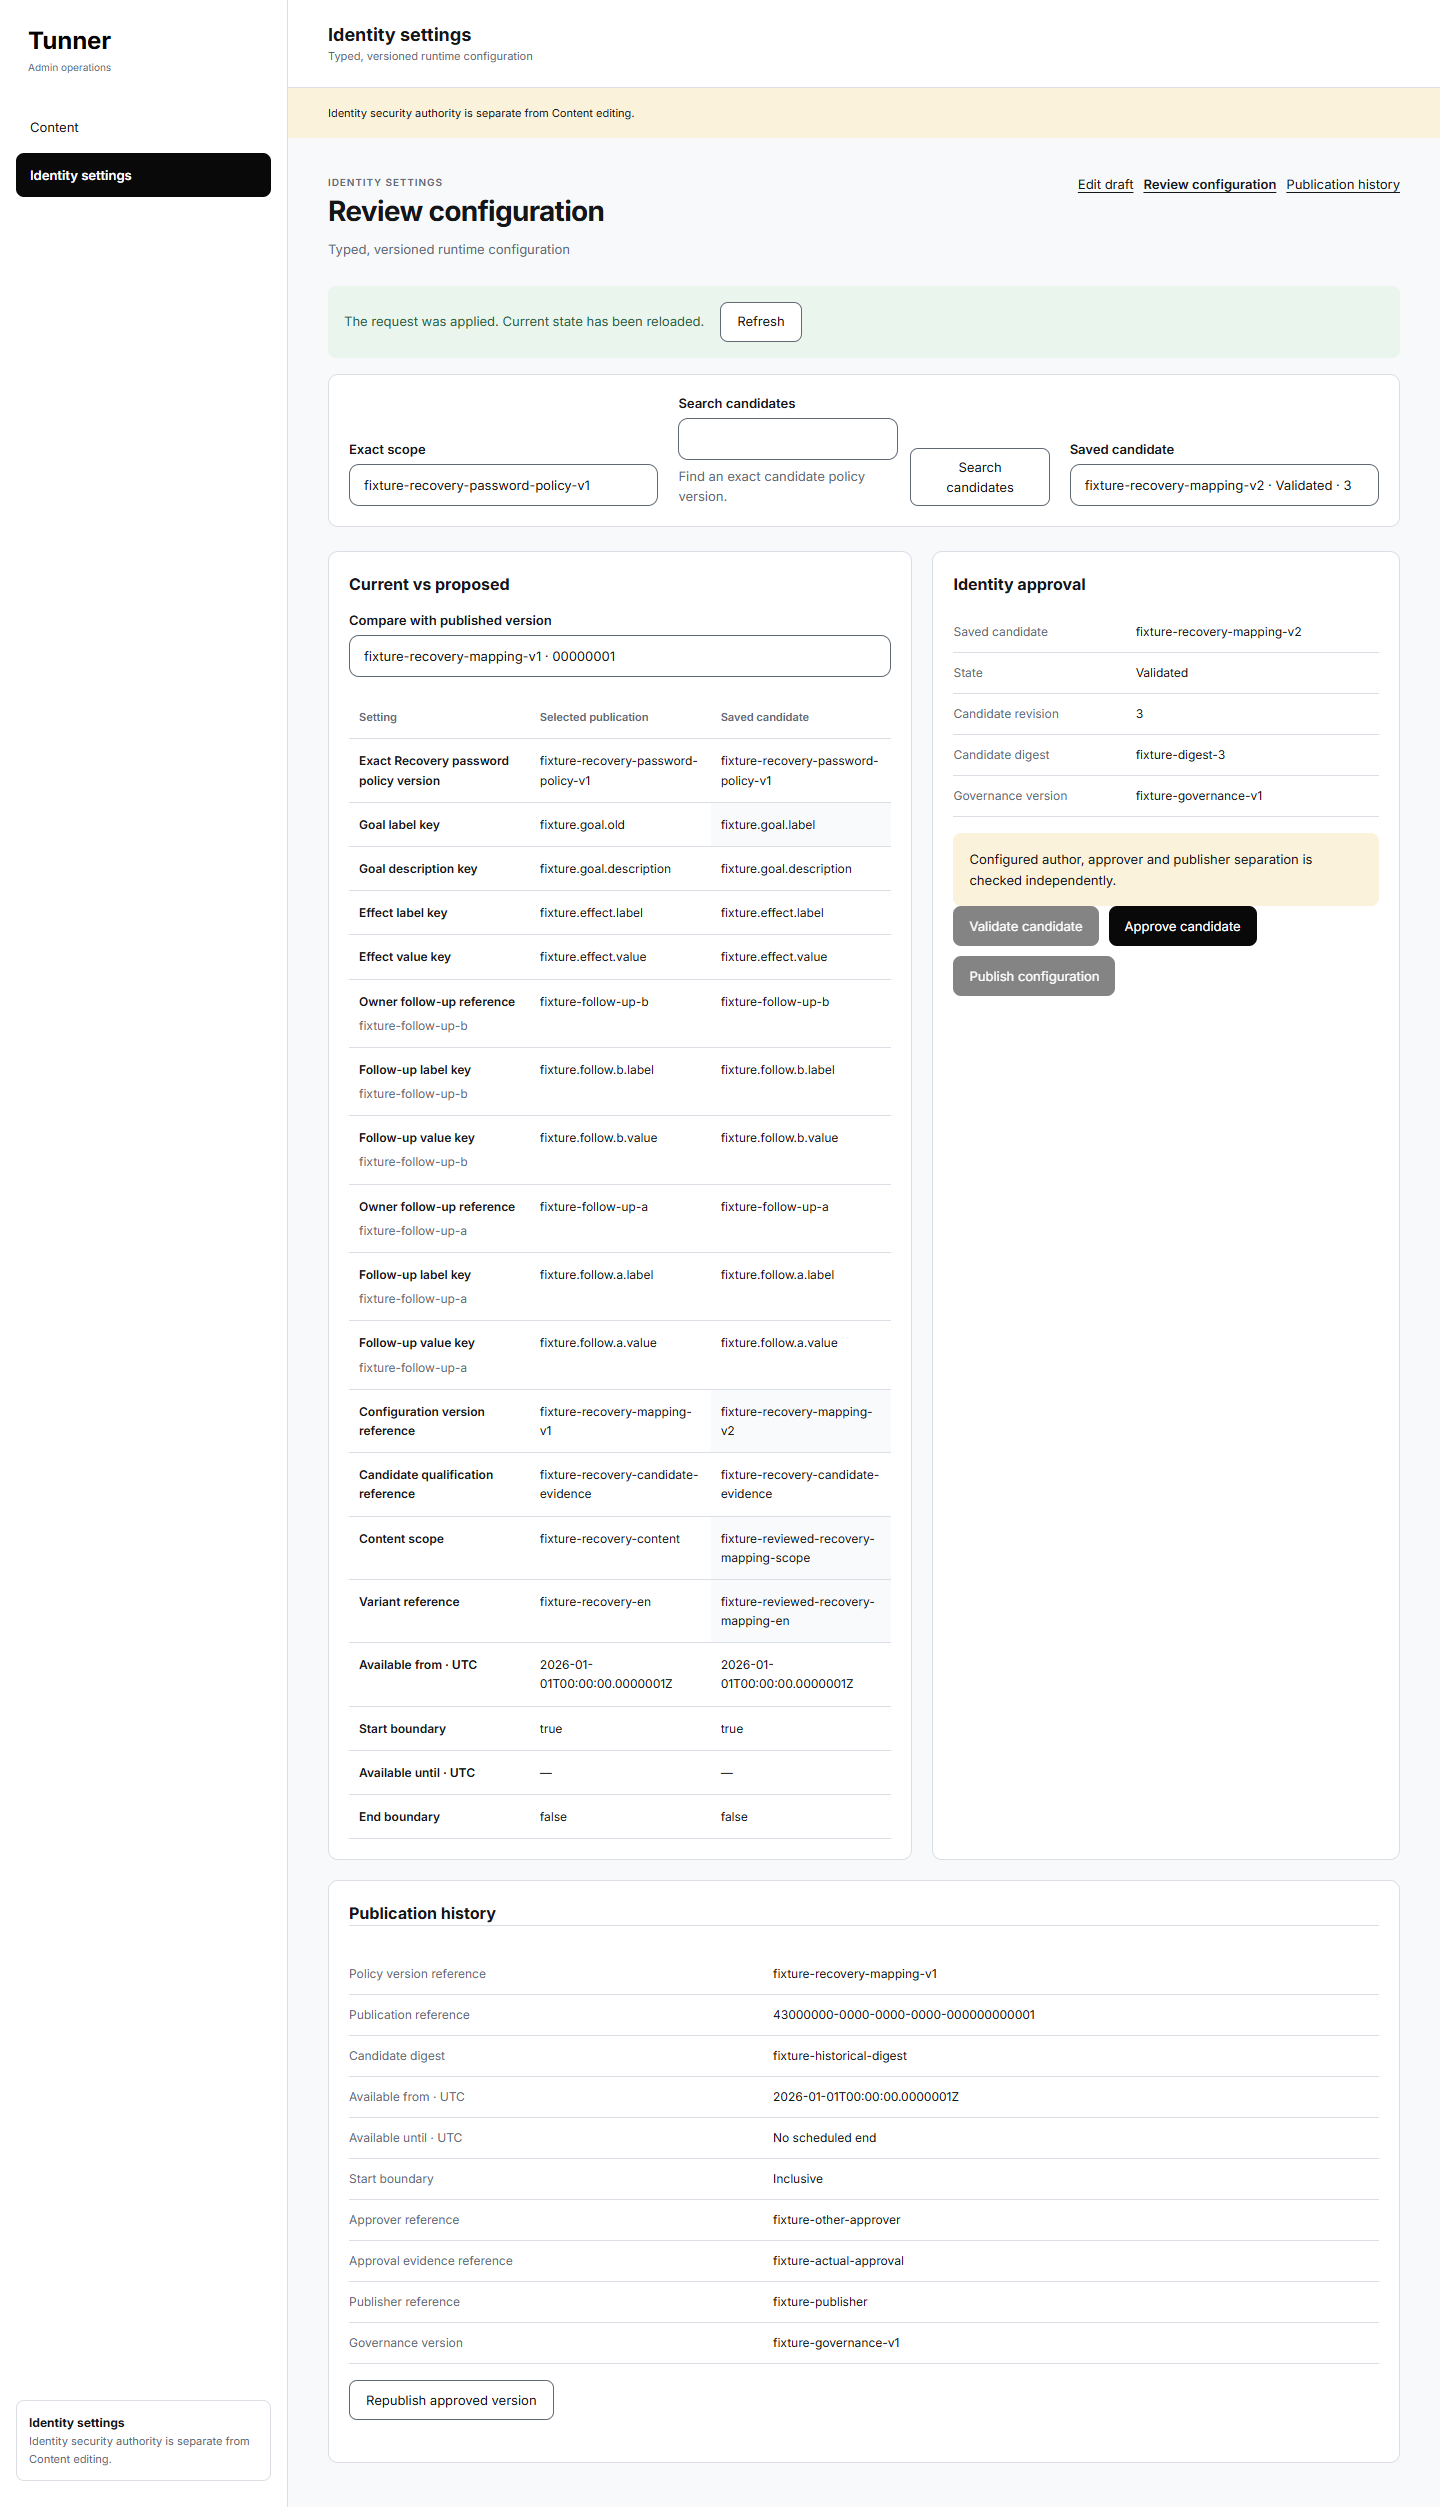 Tunner
Admin operations
Content
Identity settings
Identity settings
Typed, versioned runtime configuration
Identity security authority is separate from Content editing.
IDENTITY SETTINGS
Review configuration
Typed, versioned runtime configuration
Edit draft Review configuration Publication history
The request was applied. Current state has been reloaded. Refresh
Exact scope
fixture-recovery-password-policy-v1
Search candidates
Find an exact candidate policy
version.
Search
candidates
Saved candidate
fixture-recovery-mapping-v2 · Validated · 3
Current vs proposed
Compare with published version
fixture-recovery-mapping-v1 · 00000001
Setting Selected publication Saved candidate
Exact Recovery password fixture-recovery-password- fixture-recovery-password-
policy version policy-v1 policy-v1
Goal label key fixture.goal.old fixture.goal.label
Goal description key fixture.goal.description fixture.goal.description
Effect label key fixture.effect.label fixture.effect.label
Effect value key fixture.effect.value fixture.effect.value
Owner follow-up reference fixture-follow-up-b fixture-follow-up-b
fixture-follow-up-b
Follow-up label key fixture.follow.b.label fixture.follow.b.label
fixture-follow-up-b
Follow-up value key fixture.follow.b.value fixture.follow.b.value
fixture-follow-up-b
Owner follow-up reference fixture-follow-up-a fixture-follow-up-a
fixture-follow-up-a
Follow-up label key fixture.follow.a.label fixture.follow.a.label
fixture-follow-up-a
Follow-up value key fixture.follow.a.value fixture.follow.a.value
fixture-follow-up-a
Configuration version fixture-recovery-mapping- fixture-recovery-mapping-
reference v1 v2
Candidate qualification fixture-recovery-candidate- fixture-recovery-candidate-
reference evidence evidence
Content scope fixture-recovery-content fixture-reviewed-recovery-
mapping-scope
Variant reference fixture-recovery-en fixture-reviewed-recovery-
mapping-en
Available from · UTC 2026-01- 2026-01-
01T00:00:00.0000001Z 01T00:00:00.0000001Z
Start boundary true true
Available until · UTC — —
End boundary false false
Identity approval
Saved candidate fixture-recovery-mapping-v2
State Validated
Candidate revision 3
Candidate digest fixture-digest-3
Governance version fixture-governance-v1
Configured author, approver and publisher separation is
checked independently.
Validate candidate Approve candidate
Publish configuration
Publication history
Policy version reference fixture-recovery-mapping-v1
Publication reference 43000000-0000-0000-0000-000000000001
Candidate digest fixture-historical-digest
Available from · UTC 2026-01-01T00:00:00.0000001Z
Available until · UTC No scheduled end
Start boundary Inclusive
Approver reference fixture-other-approver
Approval evidence reference fixture-actual-approval
Publisher reference fixture-publisher
Governance version fixture-governance-v1
Republish approved version
Identity settings
Identity security authority is separate from
Content editing.